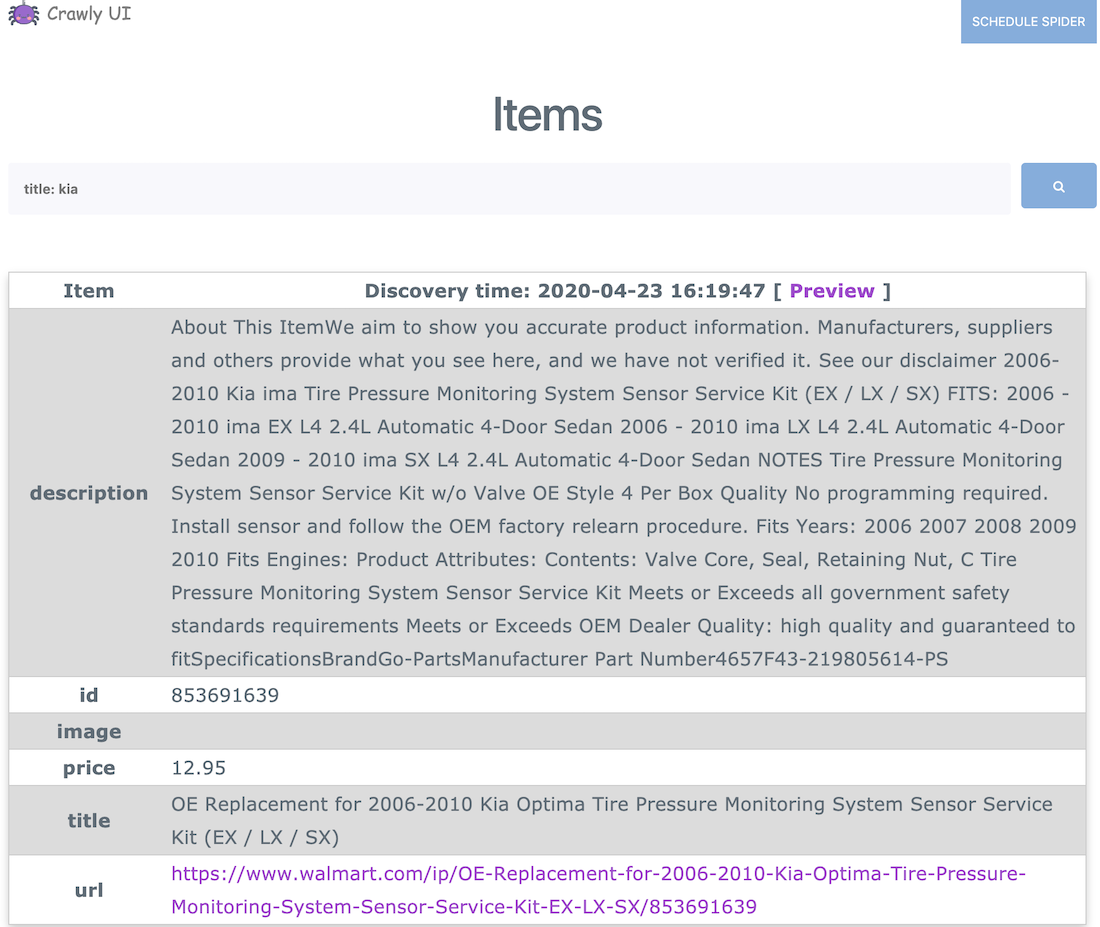 Crawly UI
SCHEDULE SPIDER
Items
title: kia
Item
Discovery time: 2020-04-23 16:19:47 [ Preview ]
description
About This ItemWe aim to show you accurate product information. Manufacturers, suppliers
and others provide what you see here, and we have not verified it. See our disclaimer 2006-
2010 Kia ima Tire Pressure Monitoring System Sensor Service Kit (EX / LX / SX) FITS: 2006 -
2010 ima EX L4 2.4L Automatic 4-Door Sedan 2006 - 2010 ima LX L4 2.4L Automatic 4-Door
Sedan 2009 - 2010 ima SX L4 2.4L Automatic 4-Door Sedan NOTES Tire Pressure Monitoring
System Sensor Service Kit w/o Valve OE Style 4 Per Box Quality No programming required.
Install sensor and follow the OEM factory relearn procedure. Fits Years: 2006 2007 2008 2009
2010 Fits Engines: Product Attributes: Contents: Valve Core, Seal, Retaining Nut, C Tire
Pressure Monitoring System Sensor Service Kit Meets or Exceeds all government safety
standards requirements Meets or Exceeds OEM Dealer Quality: high quality and guaranteed to
fitSpecificationsBrandGo-PartsManufacturer Part Number4657F43-219805614-PS
id
853691639
image
price
12.95
title
OE Replacement for 2006-2010 Kia Optima Tire Pressure Monitoring System Sensor Service
Kit (EX / LX / SX)
url
https://www.walmart.com/ip/OE-Replacement-for-2006-2010-Kia-Optima-Tire-Pressure-
Monitoring-System-Sensor-Service-Kit-EX-LX-SX/853691639